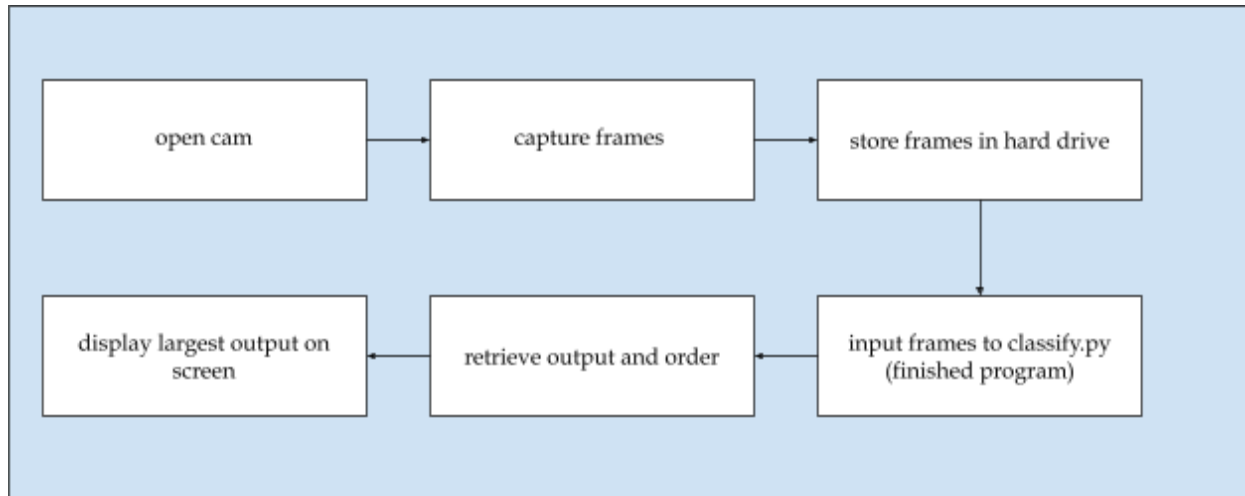 open cam
capture frames
store frames in hard drive
input frames to classify.py
(finished program)
retrieve output and order
display largest output on
screen